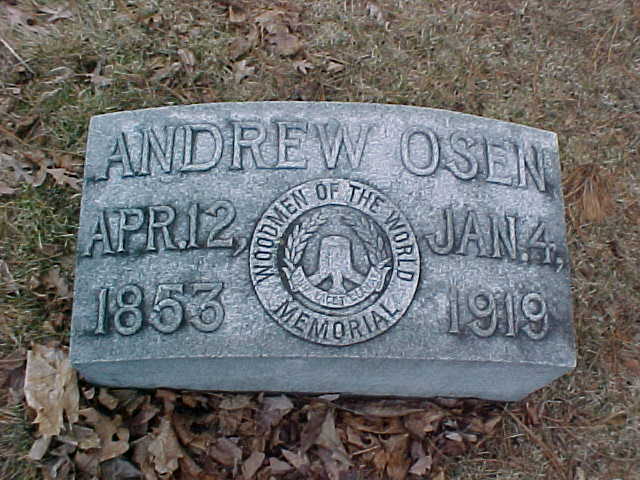 ANDREW OSEN
APR.12, 1853
WOODMEN OF THE WORLD
MEMORIAL
JAN.4, 1919